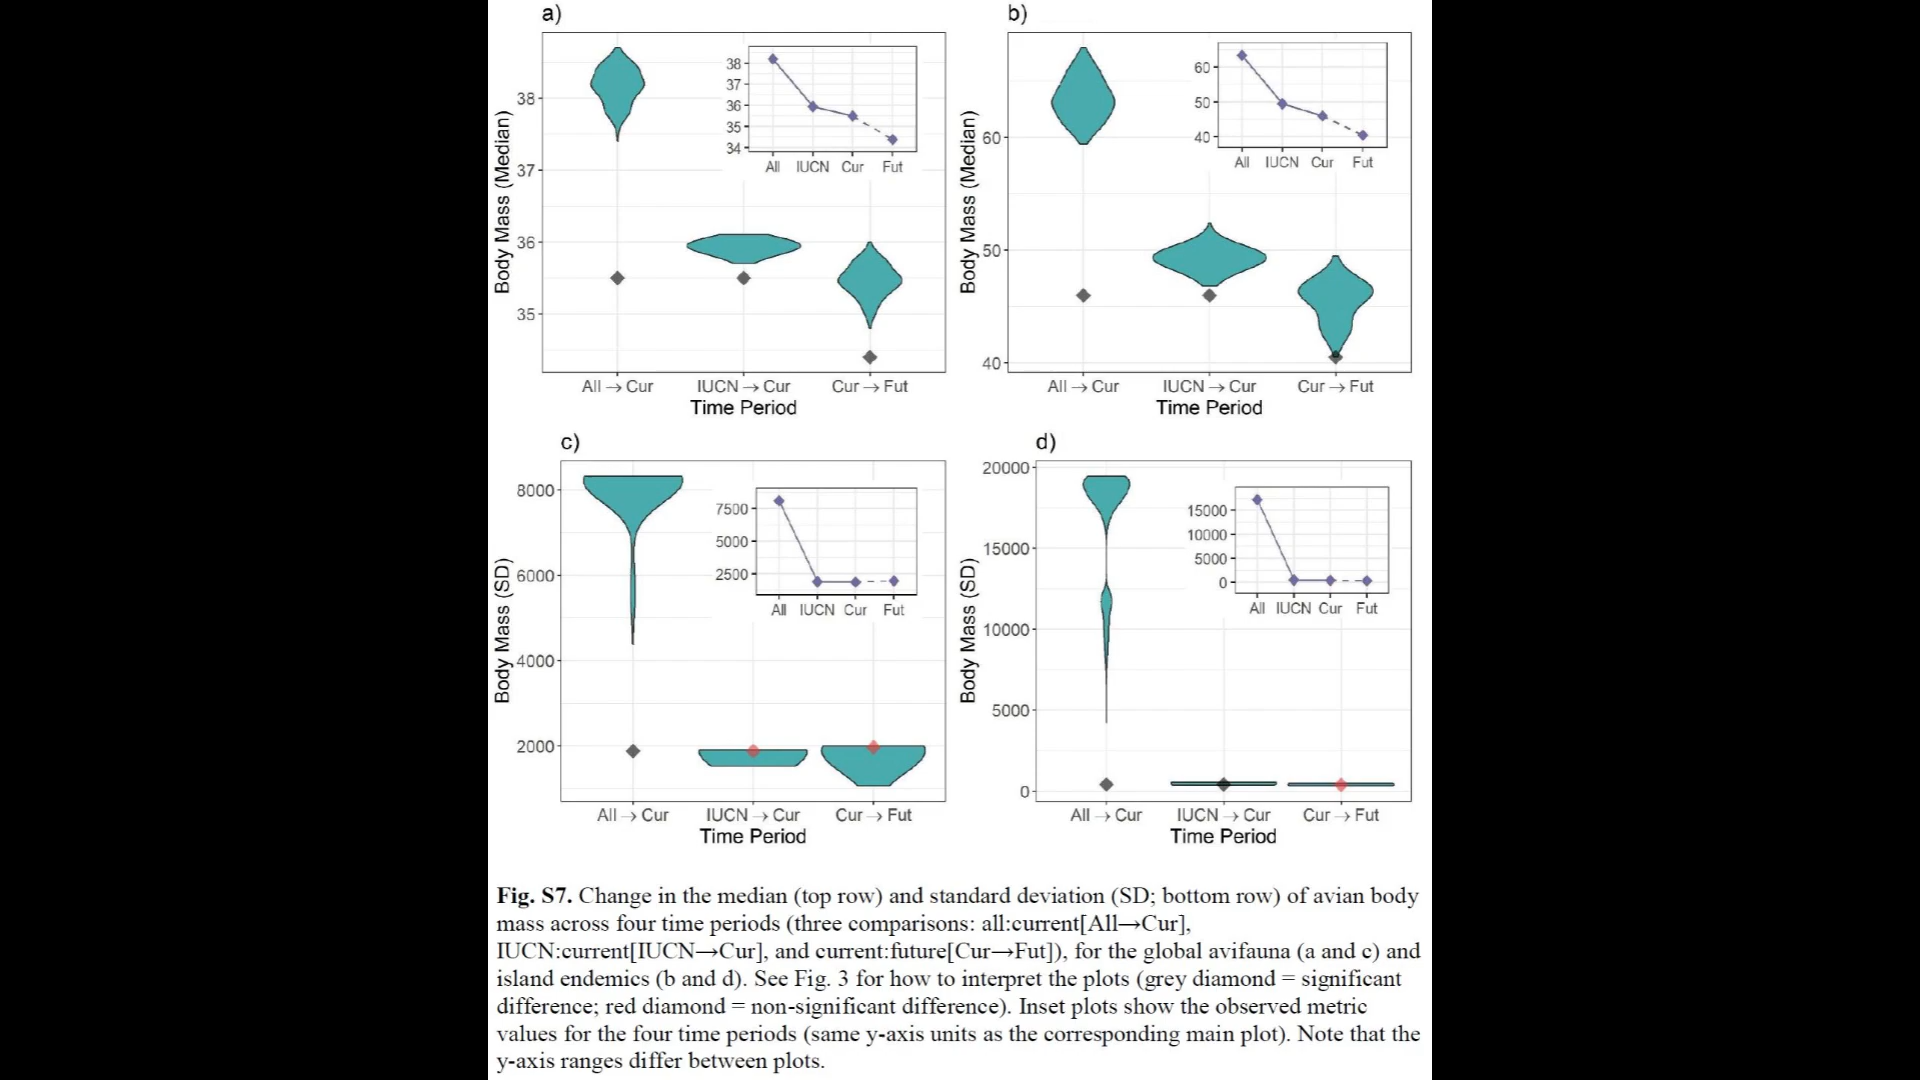 a)
Body Mass (Median)
38
37
36
35
38
37
36
35
34
All
IUCN
Cur
Fut
All → Cur
IUCN → Cur
Cur → Fut
Time Period
b)
Body Mass (Median)
60
50
40
60
50
40
All
IUCN
Cur
Fut
All → Cur
IUCN → Cur
Cur → Fut
Time Period
c)
Body Mass (SD)
8000
6000
4000
2000
7500
5000
2500
All
IUCN
Cur
Fut
All → Cur
IUCN → Cur
Cur → Fut
Time Period
d)
Body Mass (SD)
20000
15000
10000
5000
0
15000
10000
5000
0
All
IUCN
Cur
Fut
All → Cur
IUCN → Cur
Cur → Fut
Time Period
Fig. S7. Change in the median (top row) and standard deviation (SD; bottom row) of avian body
mass across four time periods (three comparisons: all:current[All→Cur],
IUCN:current[IUCN→Cur], and current:future[Cur→Fut]), for the global avifauna (a and c) and
island endemics (b and d). See Fig. 3 for how to interpret the plots (grey diamond = significant
difference; red diamond = non-significant difference). Inset plots show the observed metric
values for the four time periods (same y-axis units as the corresponding main plot). Note that the
y-axis ranges differ between plots.